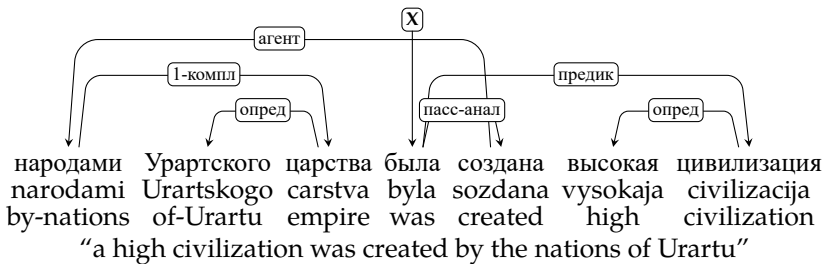 X
агент
1-компл предик
опред пасс-анал опред
народами Урартского царства была создана высокая цивилизация
narodami Urartskogo carstva byla sozdana vysokaja civilizacija
by-nations of-Urartu empire was created high civilization
“a high civilization was created by the nations of Urartu”